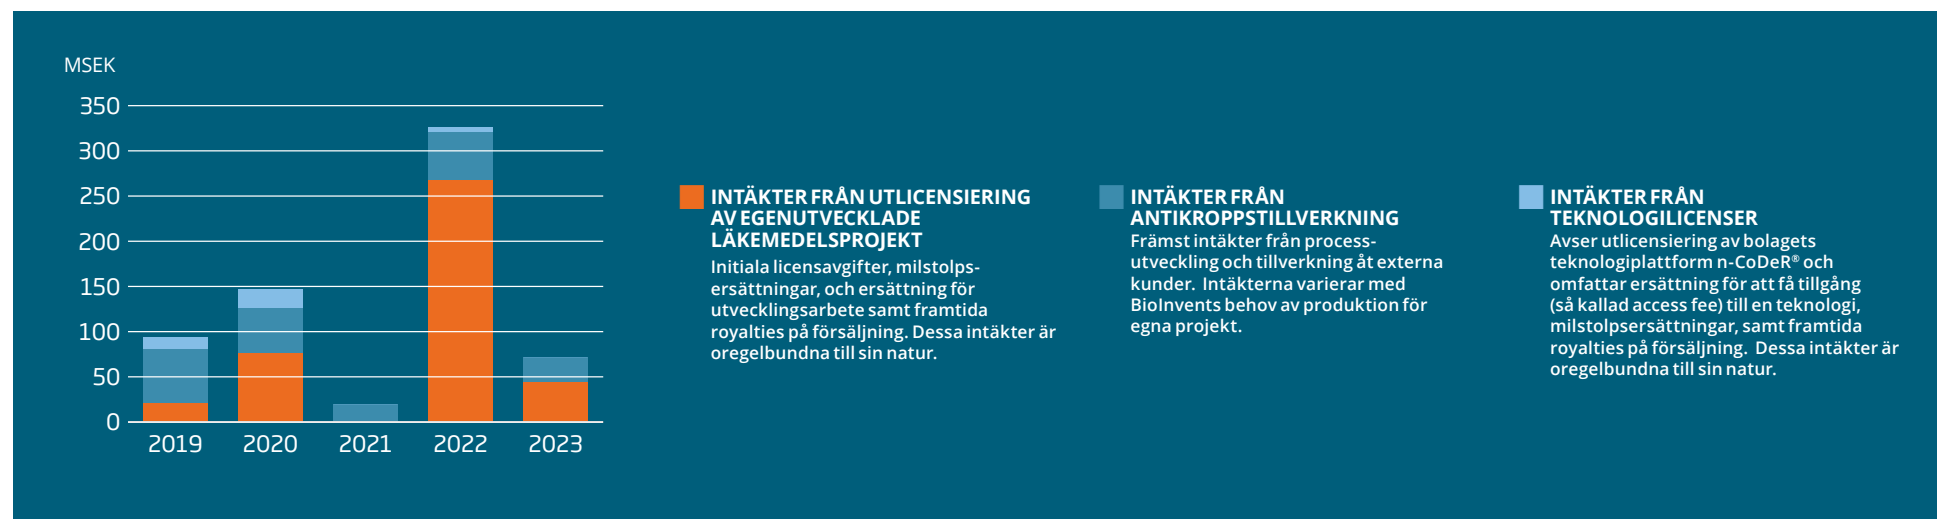 MSEK
350
300
250
200
150
100
50
0
2019 2020 2021 2022 2023
INTÄKTER FRÅN UTLICENSIERING
AV EGENUTVECKLADE
LÄKEMEDELSPROJEKT
Initiala licensavgifter, milstolps-
ersättningar, och ersättning för
utvecklingsarbete samt framtida
royalties på försäljning. Dessa intäkter är
oregelbundna till sin natur.
INTÄKTER FRÅN
ANTIKROPPSTILLVERKNING
Främst intäkter från process-
utveckling och tillverkning åt externa
kunder. Intäkterna varierar med
BioInvents behov av produktion för
egna projekt.
INTÄKTER FRÅN
TEKNOLOGILICENSER
Avser utlicensiering av bolagets
teknologiplattform n-CoDeR® och
omfattar ersättning för att få tillgång
(så kallad access fee) till en teknologi,
milstolpsersättningar, samt framtida
royalties på försäljning. Dessa intäkter är
oregelbundna till sin natur.